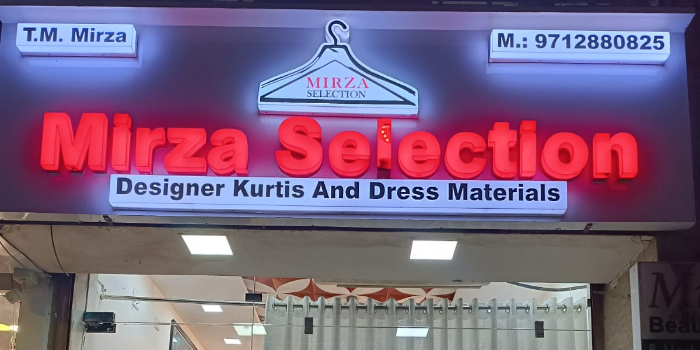 T.M. Mirza
M.: 9712880825
MIRZA
SELECTION
Mirza Selection
Designer Kurtis And Dress Materials